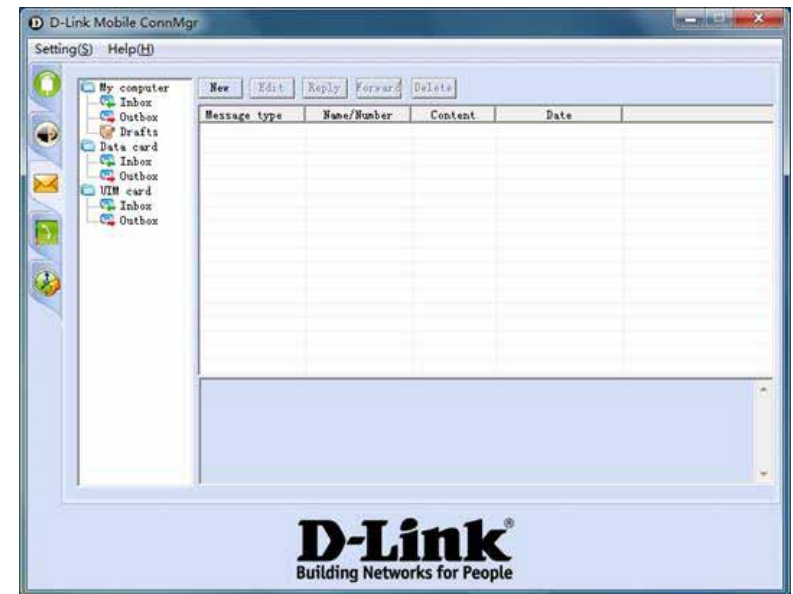 D-Link Mobile ConnMgr
Setting(S) Help(H)
New Edit Reply Forward Delete
My computer
Inbox
Outbox
Drafts
Data card
Inbox
Outbox
UIM card
Inbox
Outbox
Message type Name/Number Content Date
D-Link®
Building Networks for People